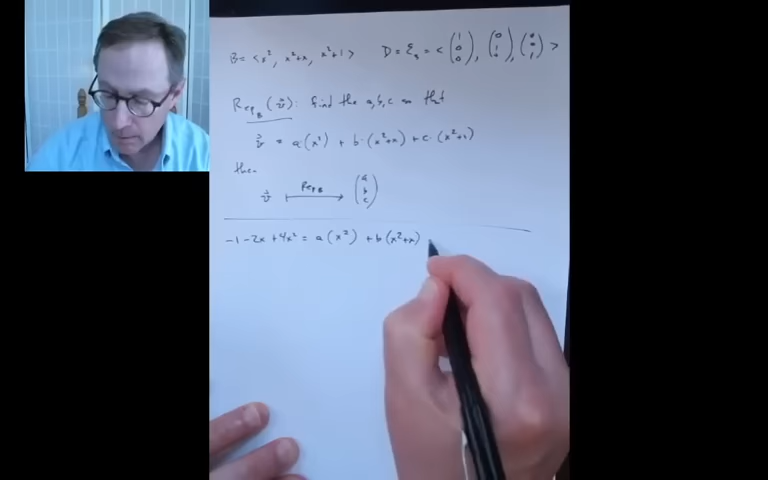 B = < x², x²+x, x²+1 >   D = ℰ₃ = < (1 0 0), (0 1 0), (0 0 1) >
Rep_B (v⃗): find the a,b,c so that
v⃗ = a(x²) + b·(x²+x) + c·(x²+1)
then
v⃗ ⟼ Rep_B (a b c)
-1 - 2x + 4x² = a(x²) + b(x²+x)